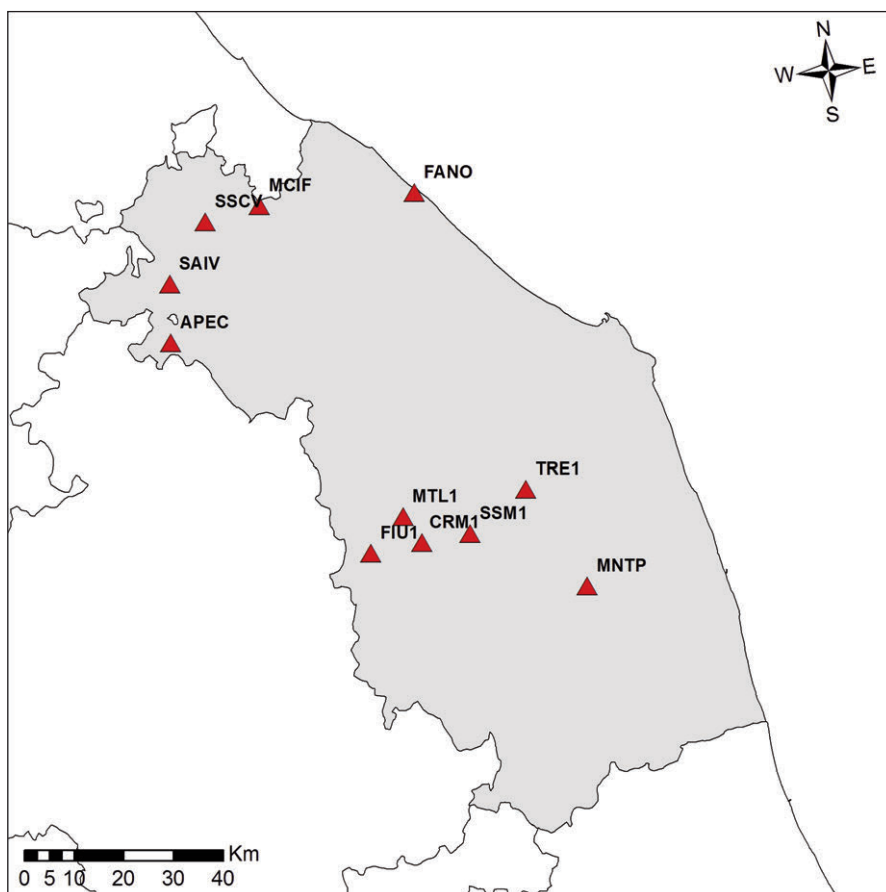 N
W E
S
FANO
MCIF
SSCV
SAIV
APEC
TRE1
MTL1
SSM1
CRM1
FIU1
MNTP
Km
0 5 10 20 30 40